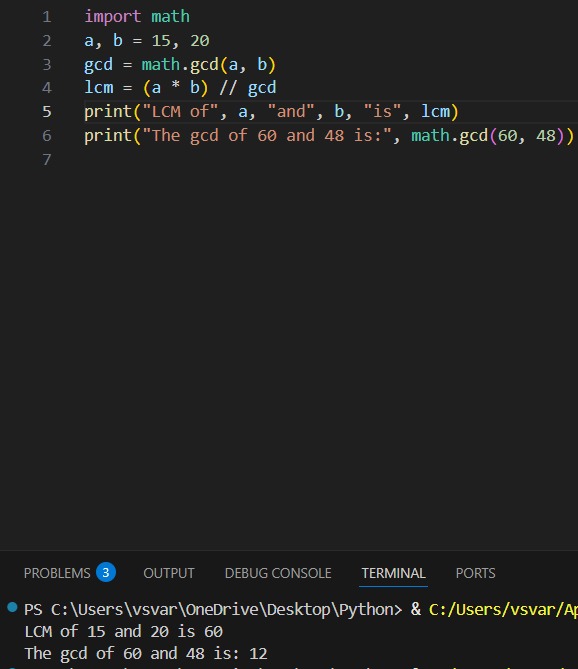 1 import math
2 a, b = 15, 20
3 gcd = math.gcd(a, b)
4 lcm = (a * b) // gcd
5 print("LCM of", a, "and", b, "is", lcm)
6 print("The gcd of 60 and 48 is:", math.gcd(60, 48))
7
PROBLEMS 3 OUTPUT DEBUG CONSOLE TERMINAL PORTS
PS C:\Users\vsvar\OneDrive\Desktop\Python> & C:/Users/vsvar/Ap
LCM of 15 and 20 is 60
The gcd of 60 and 48 is: 12